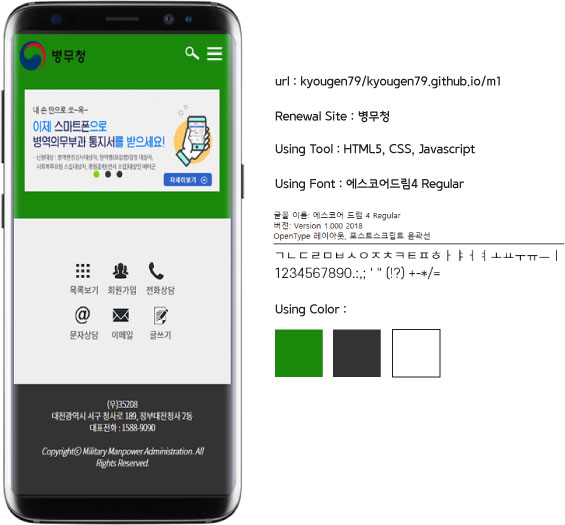 병무청
내 손 안으로 쏘~옥~
이제 스마트폰으로
병역의무부과 통지서를 받으세요!
자세히보기
목록보기 회원가입 전화상담
문자상담 이메일 글쓰기
(우)35208
대전광역시 서구 청사로 189, 정부대전청사 2동
대표전화 : 1588-9090
Copyrightⓒ Military Manpower Administration. All
Rights Reserved.
url : kyougen79/kyougen79.github.io/m1
Renewal Site : 병무청
Using Tool : HTML5, CSS, Javascript
Using Font : 에스코어드림4 Regular
글꼴 이름: 에스코어 드림 4 Regular
버전: Version 1.000 2018
OpenType 레이아웃, 포스트스크립트 윤곽선
ㄱㄴㄷㄹㅁㅂㅅㅇㅈㅊㅋㅌㅍㅎㅏㅑㅓㅕㅗㅛㅜㅠㅡㅣ
1234567890.:,; ' " (!?) +-*/=
Using Color :